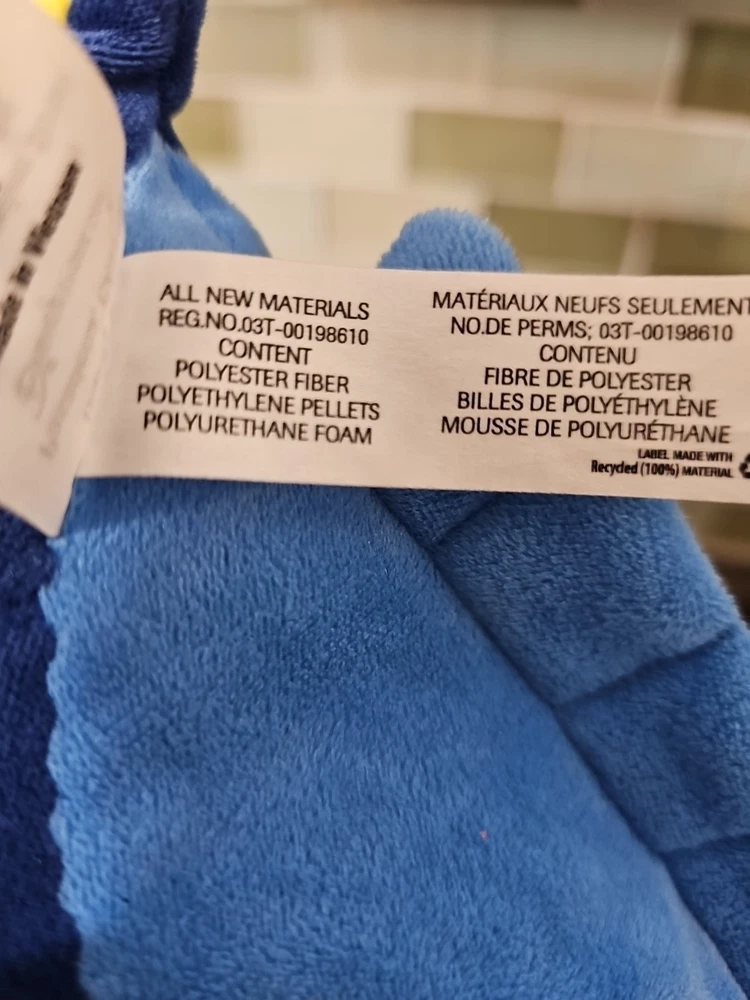 ALL NEW MATERIALS
REG.NO.03T-00198610
CONTENT
POLYESTER FIBER
POLYETHYLENE PELLETS
POLYURETHANE FOAM
MATÉRIAUX NEUFS SEULEMENT
NO.DE PERMS; 03T-00198610
CONTENU
FIBRE DE POLYESTER
BILLES DE POLYÉTHYLÈNE
MOUSSE DE POLYURÉTHANE
LABEL MADE WITH
Recycled (100%) MATERIAL